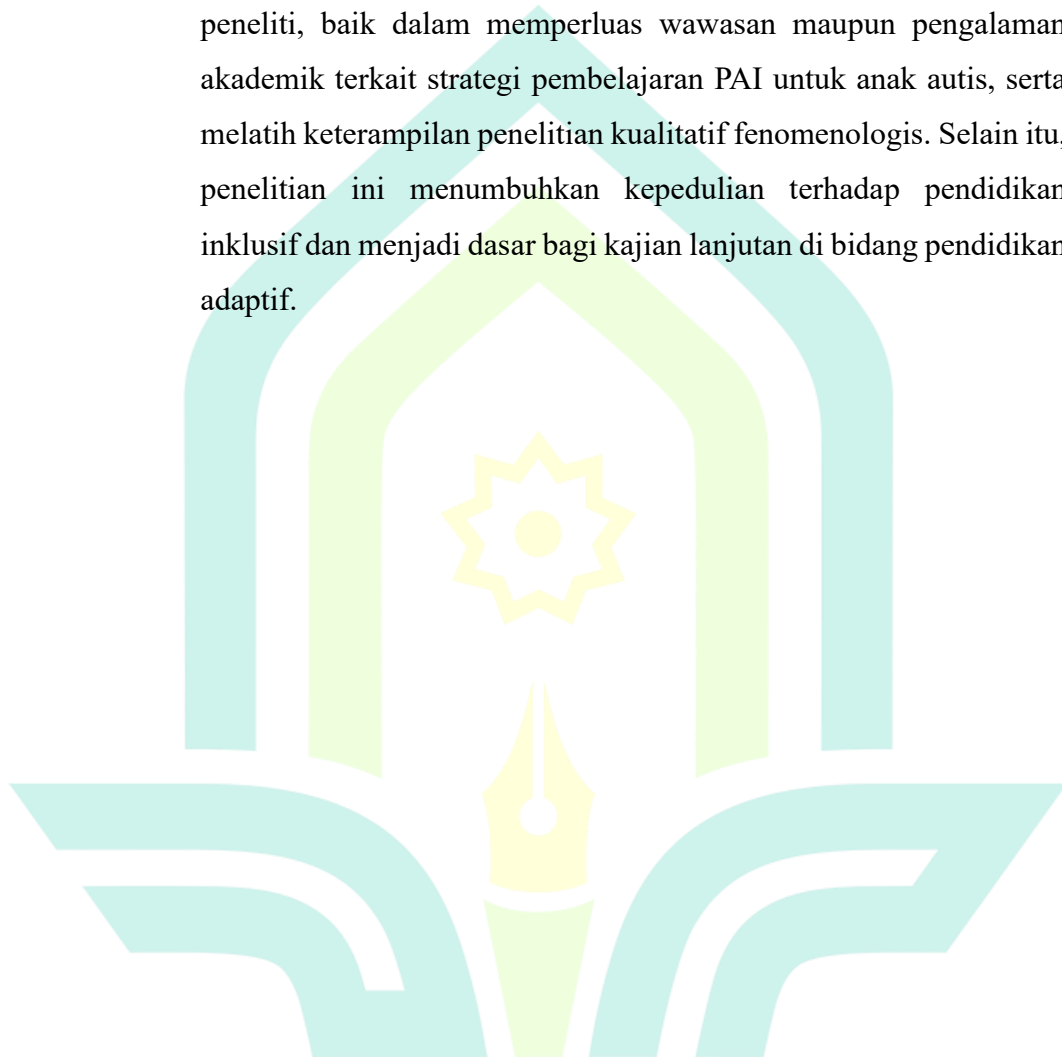 peneliti, baik dalam memperluas wawasan maupun pengalaman
akademik terkait strategi pembelajaran PAI untuk anak autis, serta
melatih keterampilan penelitian kualitatif fenomenologis. Selain itu,
penelitian ini menumbuhkan kepedulian terhadap pendidikan
inklusif dan menjadi dasar bagi kajian lanjutan di bidang pendidikan
adaptif.